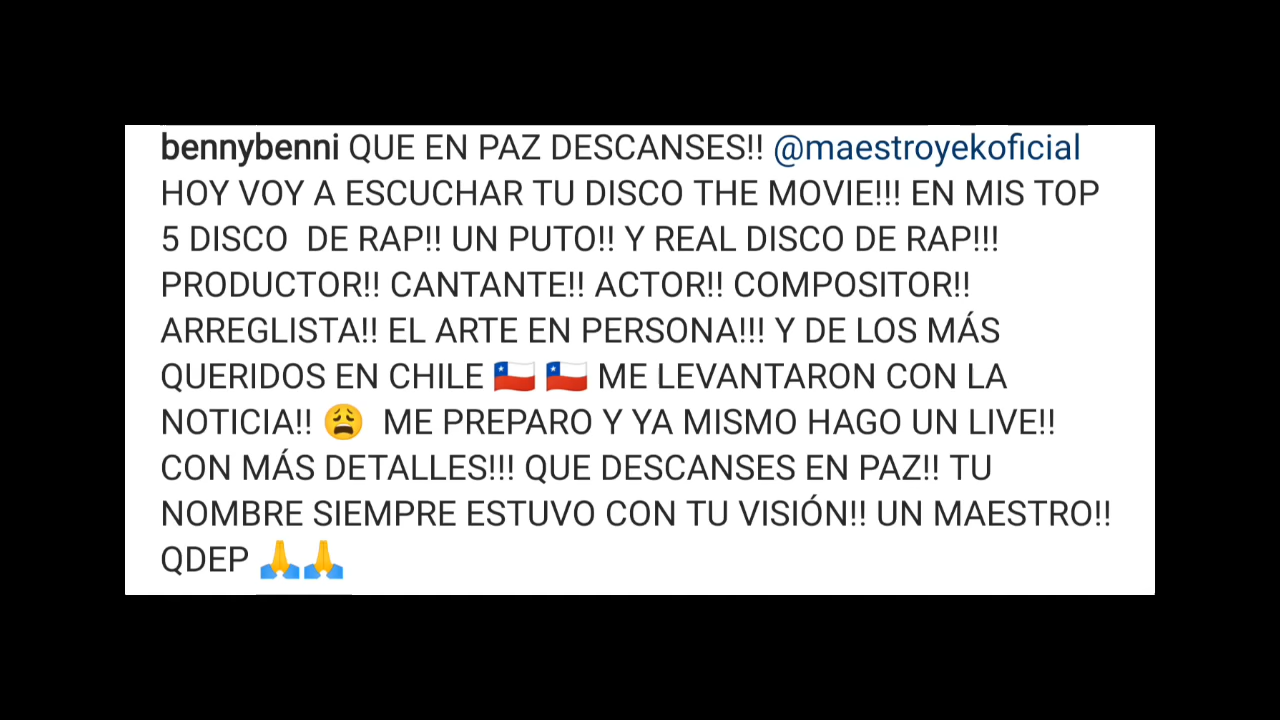 bennybenni QUE EN PAZ DESCANSES!! @maestroyekoficial
HOY VOY A ESCUCHAR TU DISCO THE MOVIE!!! EN MIS TOP
5 DISCO  DE RAP!! UN PUTO!! Y REAL DISCO DE RAP!!!
PRODUCTOR!! CANTANTE!! ACTOR!! COMPOSITOR!!
ARREGLISTA!! EL ARTE EN PERSONA!!! Y DE LOS MÁS
QUERIDOS EN CHILE 🇨🇱 🇨🇱 ME LEVANTARON CON LA
NOTICIA!! 😩  ME PREPARO Y YA MISMO HAGO UN LIVE!!
CON MÁS DETALLES!!! QUE DESCANSES EN PAZ!! TU
NOMBRE SIEMPRE ESTUVO CON TU VISIÓN!! UN MAESTRO!!
QDEP 🙏🙏